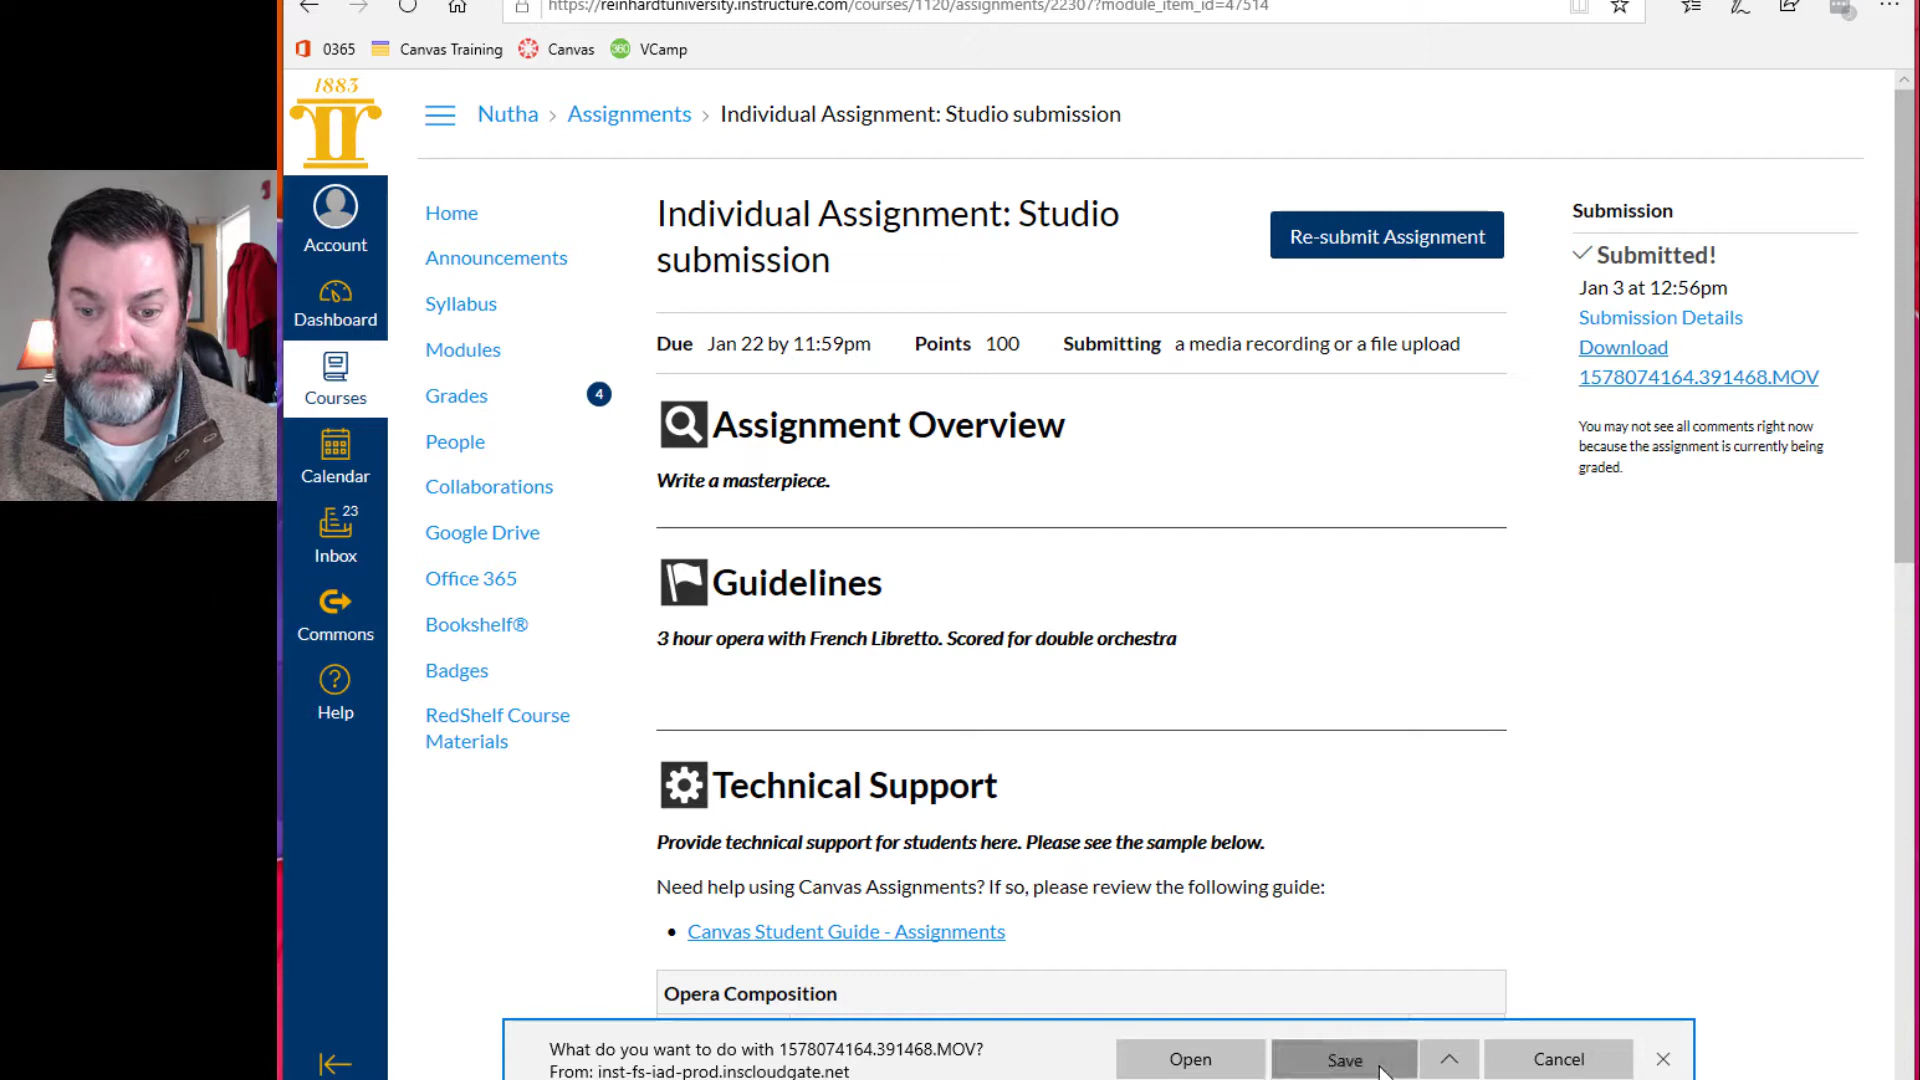 https://reinhardtuniversity.instructure.com/courses/1120/assignments/22307?module_item_id=47514
0365
Canvas Training
Canvas
360
VCamp
1883
Account
Dashboard
Courses
Calendar
23
Inbox
Commons
Help
Nutha > Assignments > Individual Assignment: Studio submission
Home
Announcements
Syllabus
Modules
Grades
4
People
Collaborations
Google Drive
Office 365
Bookshelf®
Badges
RedShelf Course
Materials
Individual Assignment: Studio
submission
Re-submit Assignment
Due Jan 22 by 11:59pm Points 100 Submitting a media recording or a file upload
Assignment Overview
Write a masterpiece.
Guidelines
3 hour opera with French Libretto. Scored for double orchestra
Technical Support
Provide technical support for students here. Please see the sample below.
Need help using Canvas Assignments? If so, please review the following guide:
• Canvas Student Guide - Assignments
Opera Composition
Submission
Submitted!
Jan 3 at 12:56pm
Submission Details
Download
1578074164.391468.MOV
You may not see all comments right now
because the assignment is currently being
graded.
What do you want to do with 1578074164.391468.MOV?
From: inst-fs-iad-prod.inscloudgate.net
Open
Save
Cancel